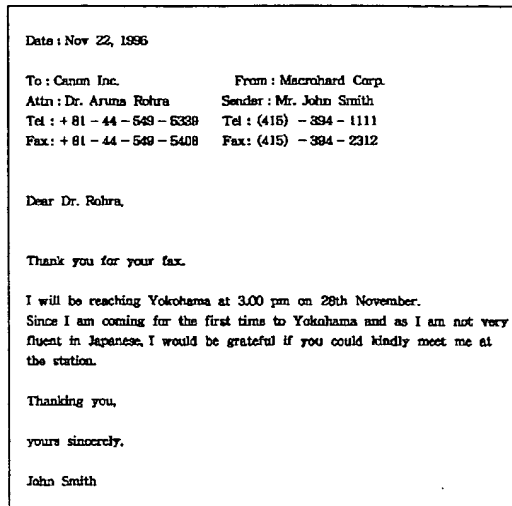 Date : Nov 22, 1996
To : Canon Inc. From : Macrohard Corp.
Attn : Dr. Aruna Rohra Sender : Mr. John Smith
Tel : + 81 - 44 - 549 - 5339 Tel : (415) - 394 - 1111
Fax : + 81 - 44 - 549 - 5408 Fax : (415) - 394 - 2312
Dear Dr. Rohra,
Thank you for your fax.
I will be reaching Yokohama at 3.00 pm on 28th November.
Since I am coming for the first time to Yokohama and as I am not very
fluent in Japanese, I would be grateful if you could kindly meet me at
the station.
Thanking you,
yours sincerely,
John Smith